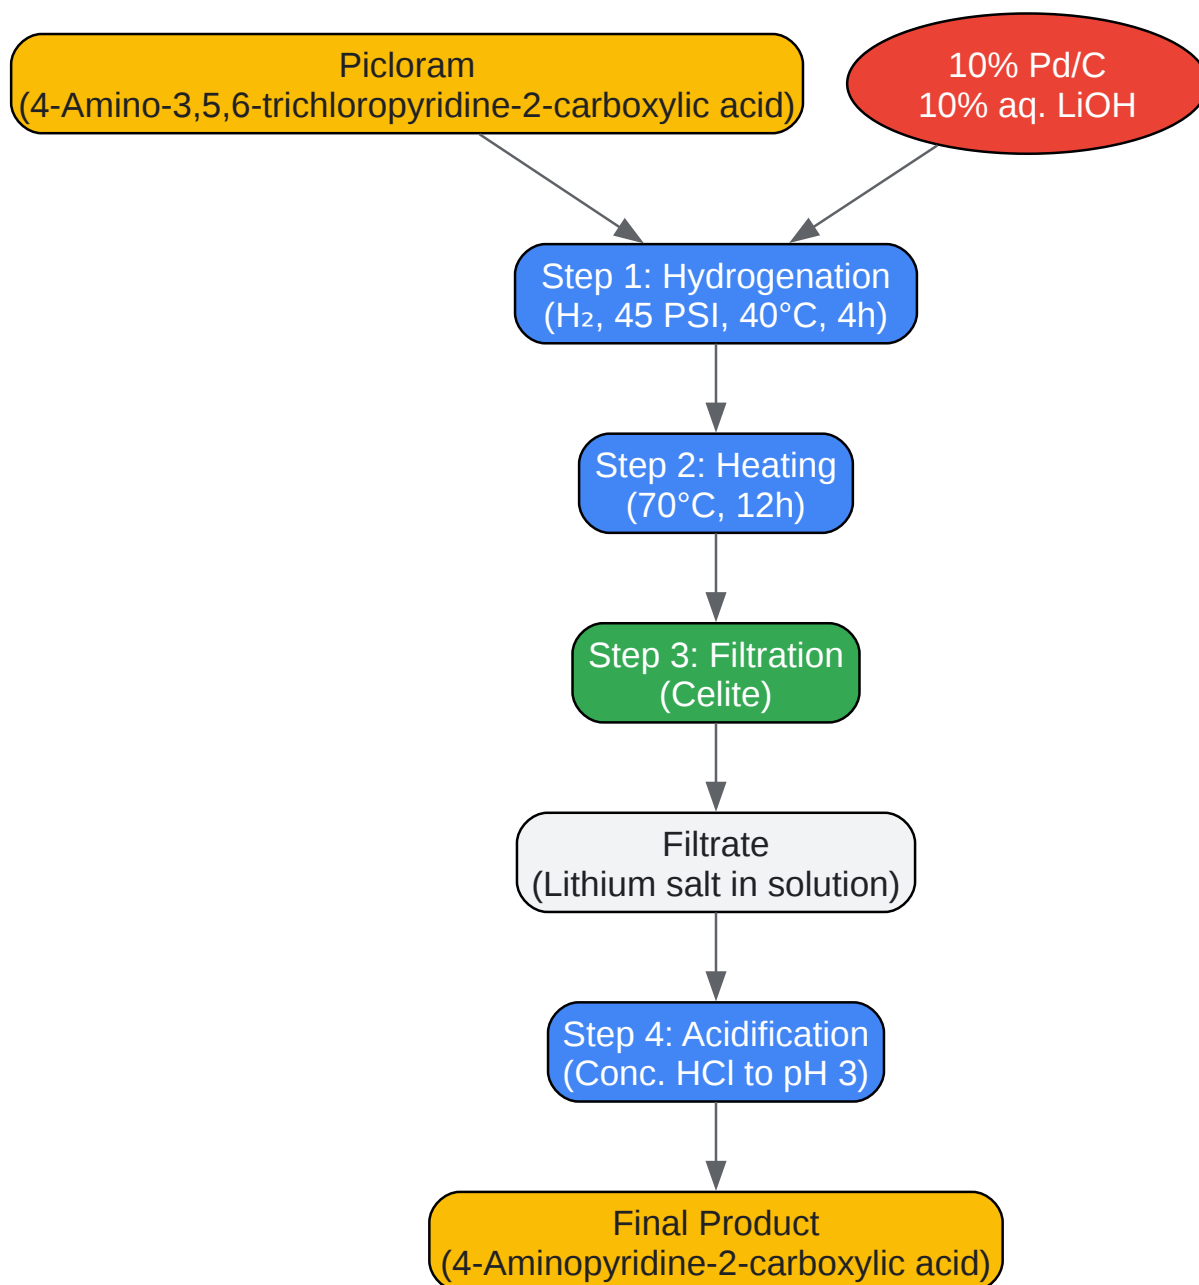 Picloram
(4-Amino-3,5,6-trichloropyridine-2-carboxylic acid)
10% Pd/C
10% aq. LiOH
Step 1: Hydrogenation
(H₂, 45 PSI, 40°C, 4h)
Step 2: Heating
(70°C, 12h)
Step 3: Filtration
(Celite)
Filtrate
(Lithium salt in solution)
Step 4: Acidification
(Conc. HCl to pH 3)
Final Product
(4-Aminopyridine-2-carboxylic acid)